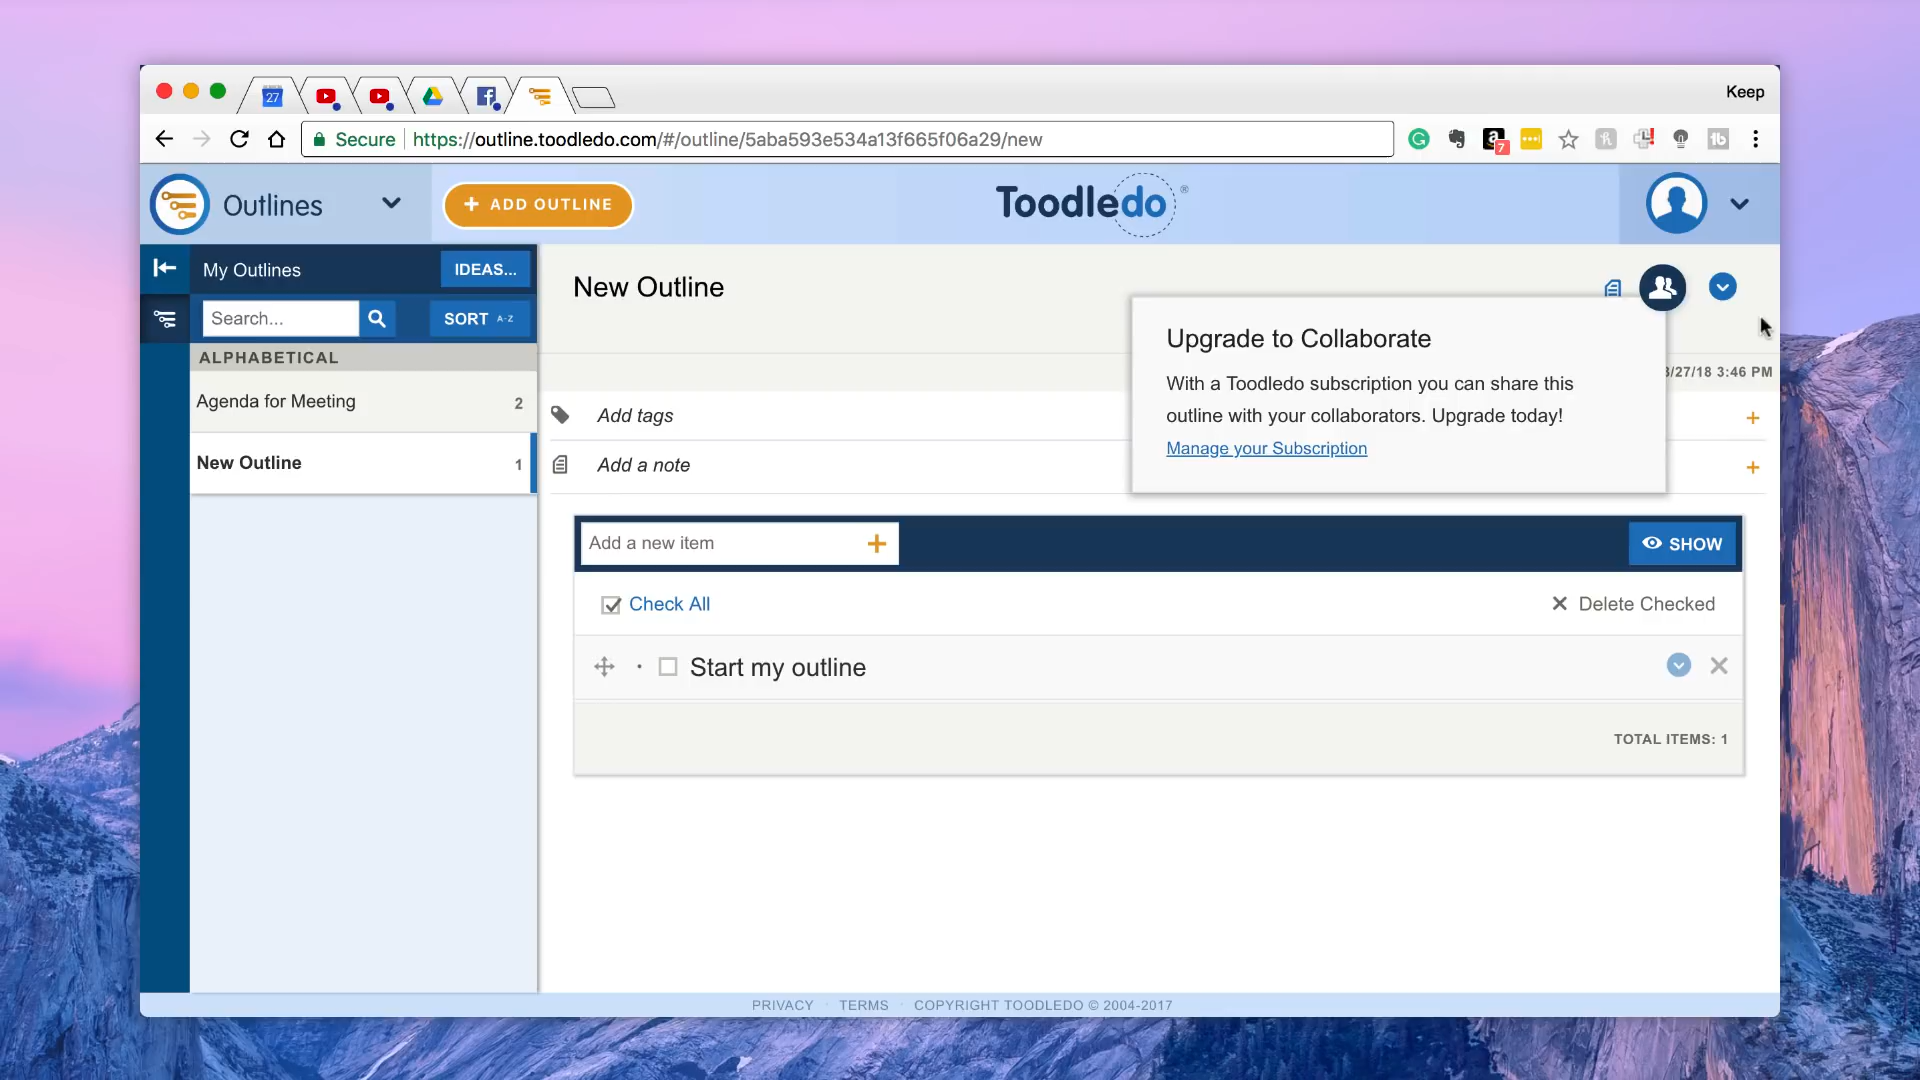 27
Keep
Secure https://outline.toodledo.com/#/outline/5aba593e534a13f665f06a29/new
7
Outlines
+ ADD OUTLINE
Toodledo®
My Outlines
IDEAS...
Search...
SORT A-Z
ALPHABETICAL
Agenda for Meeting 2
New Outline 1
New Outline
Upgrade to Collaborate
With a Toodledo subscription you can share this
outline with your collaborators. Upgrade today!
Manage your Subscription
/27/18 3:46 PM
Add tags
Add a note
Add a new item
SHOW
Check All
Delete Checked
Start my outline
TOTAL ITEMS: 1
PRIVACY · TERMS · COPYRIGHT TOODLEDO © 2004-2017